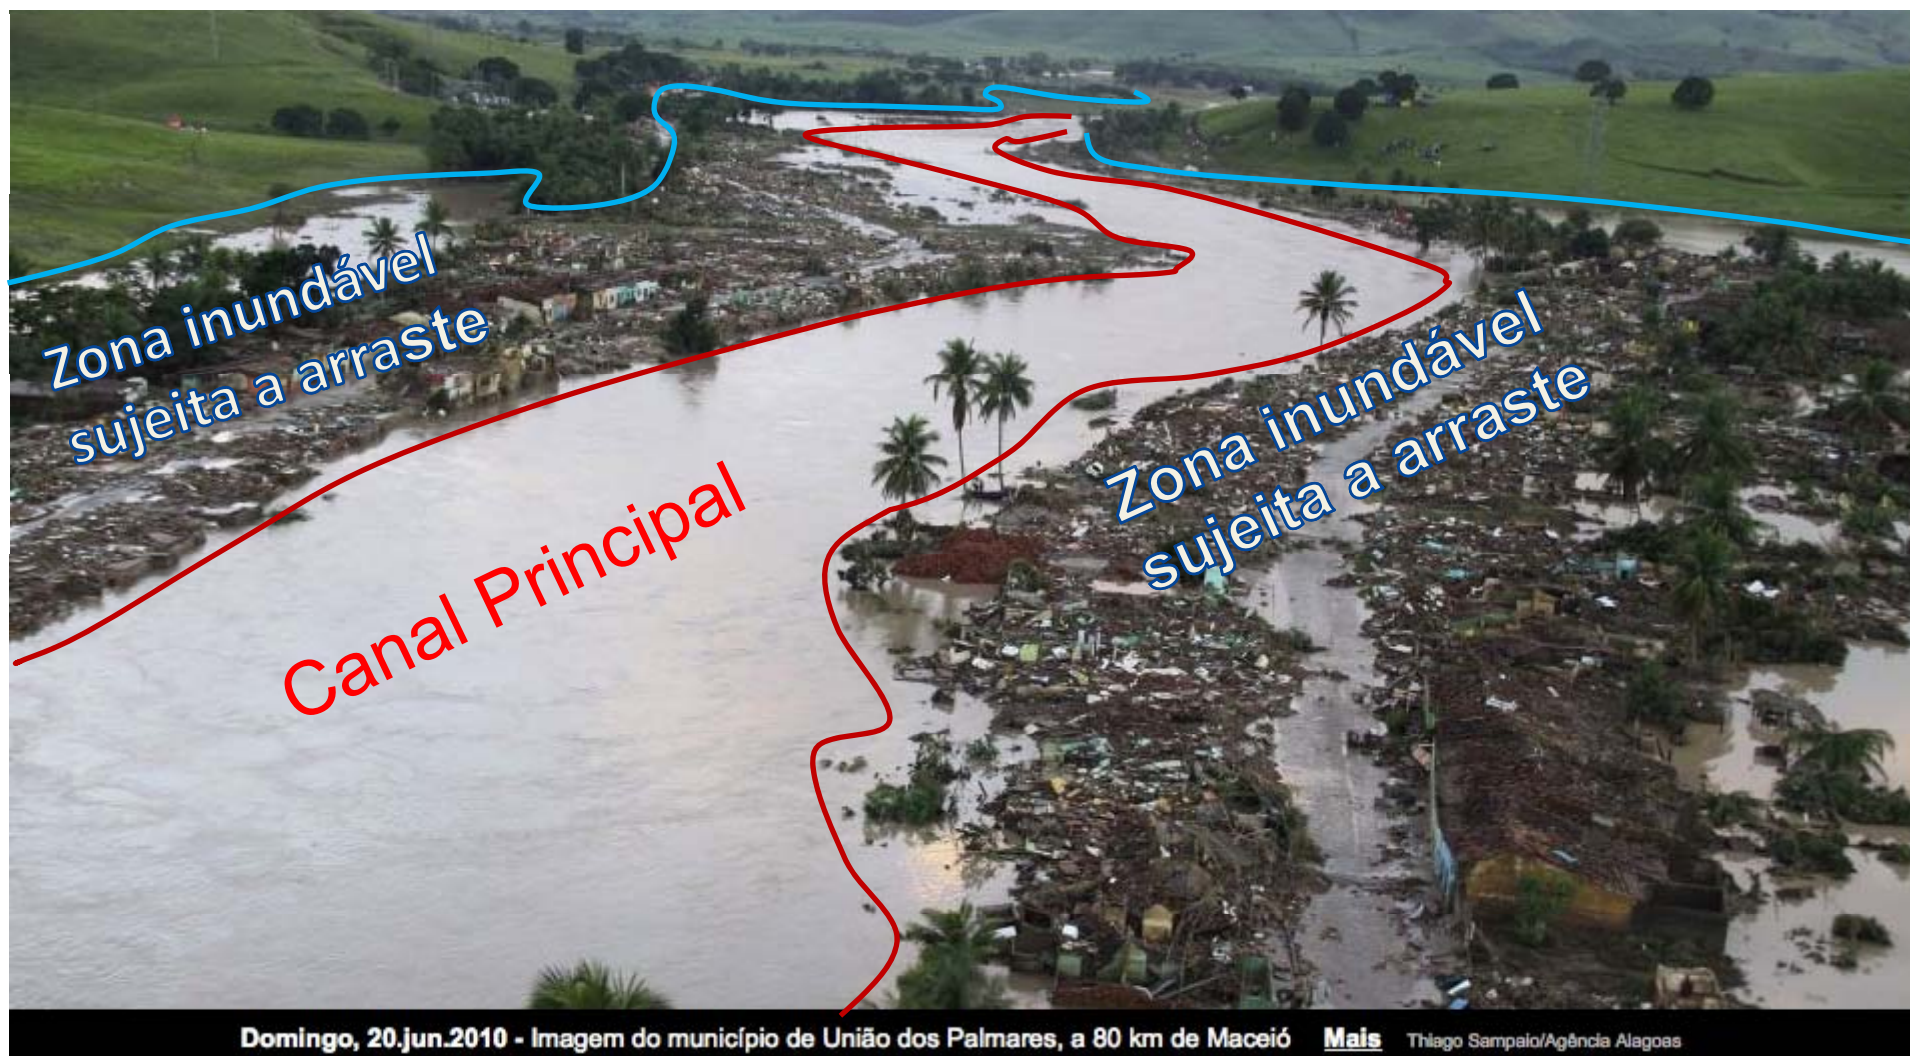 Zona inundável
sujeita a arraste
Zona inundável
sujeita a arraste
Canal Principal
Domingo, 20.jun.2010 - Imagem do município de União dos Palmares, a 80 km de Maceió Mais Thiago Sampaio/Agência Alagoas